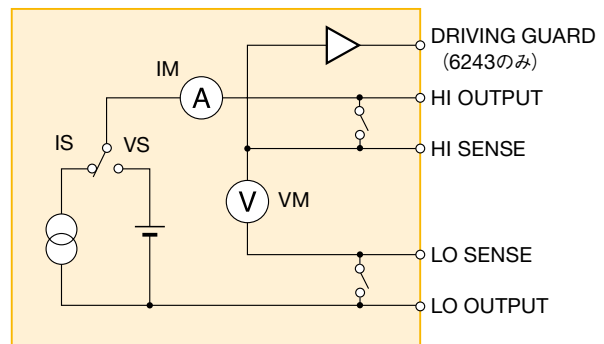 DRIVING GUARD
（6243のみ）
IM
A
HI OUTPUT
IS
VS
HI SENSE
V
VM
LO SENSE
LO OUTPUT